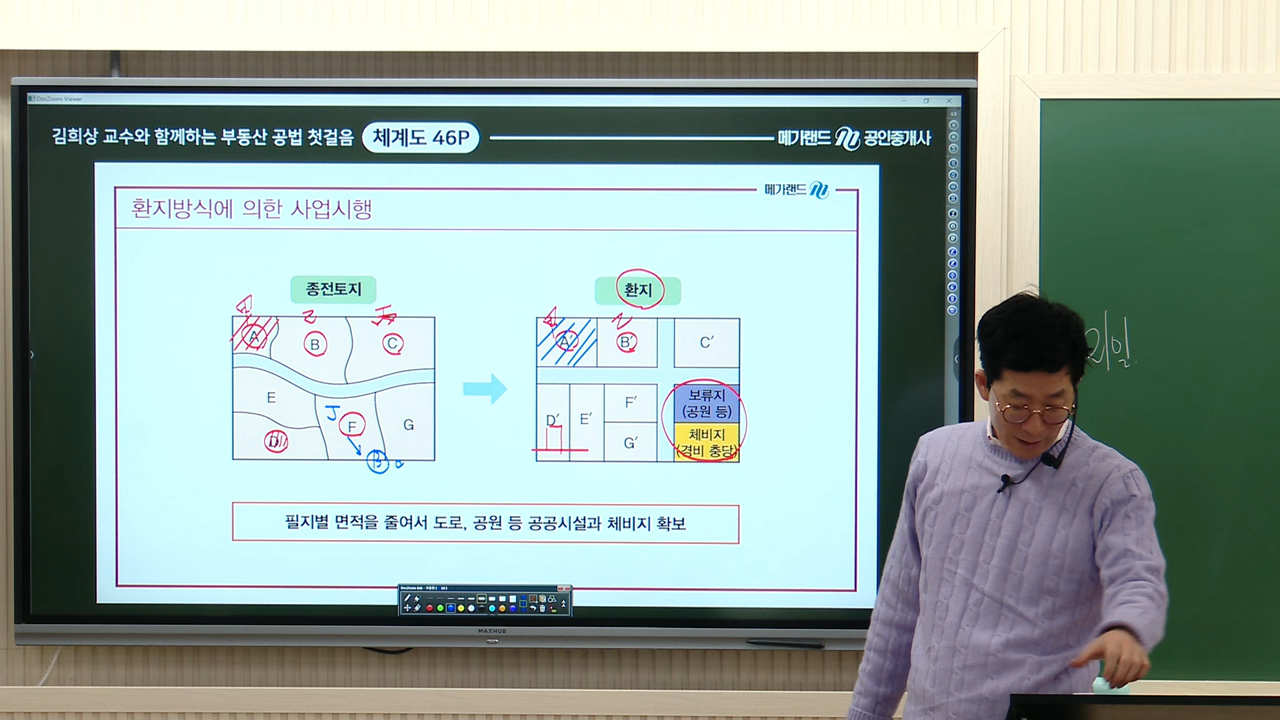 DocZoom Viewer
김희상 교수와 함께하는 부동산 공법 첫걸음 체계도 46P 메가랜드 공인중개사
메가랜드
환지방식에 의한 사업시행
종전토지
환지
A B C
E F G
D
J
B a
A′ B′ C′
D′ E′ F′
G′
보류지
(공원 등)
체비지
(경비 충당)
필지별 면적을 줄여서 도로, 공원 등 공공시설과 체비지 확보
MAXHUB
일